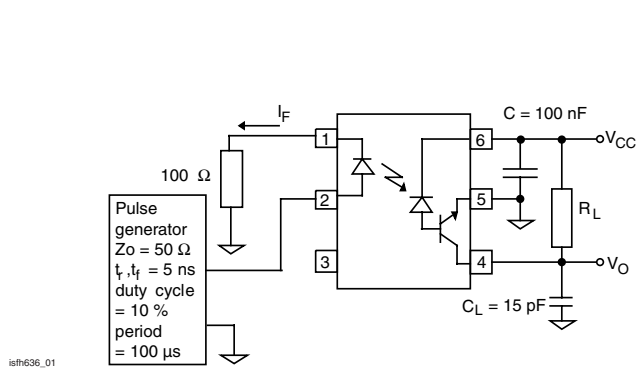 I_F
C = 100 nF
1
6
V_CC
100 Ω
2
5
R_L
Pulse
generator
Zo = 50 Ω
t_r ,t_f = 5 ns
duty cycle
= 10 %
period
= 100 µs
3
4
V_O
C_L = 15 pF
isfh636_01